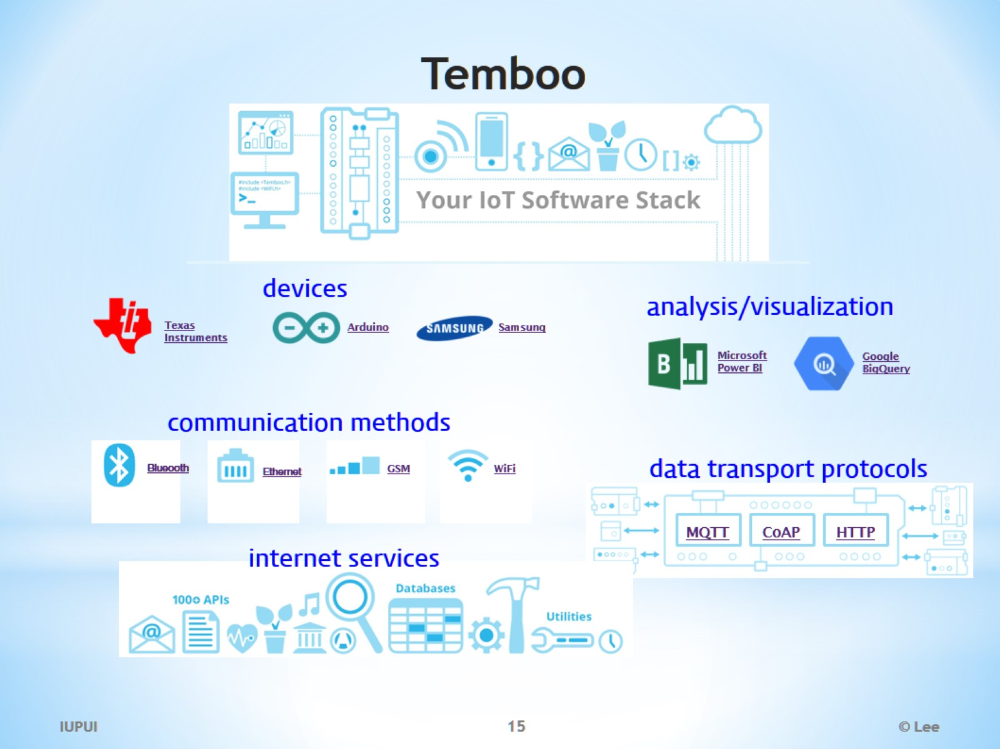 Temboo
#include <Temboo.h>
#include <WiFi.h>
>_
{ }
@
[ ]
Your IoT Software Stack
devices
Texas
Instruments
Arduino
SAMSUNG
Samsung
analysis/visualization
B
Microsoft
Power BI
Google
BigQuery
communication methods
Blueooth
Ethernet
GSM
WiFi
data transport protocols
MQTT
CoAP
HTTP
internet services
100+ APIs
@
Databases
Utilities
IUPUI
15
© Lee